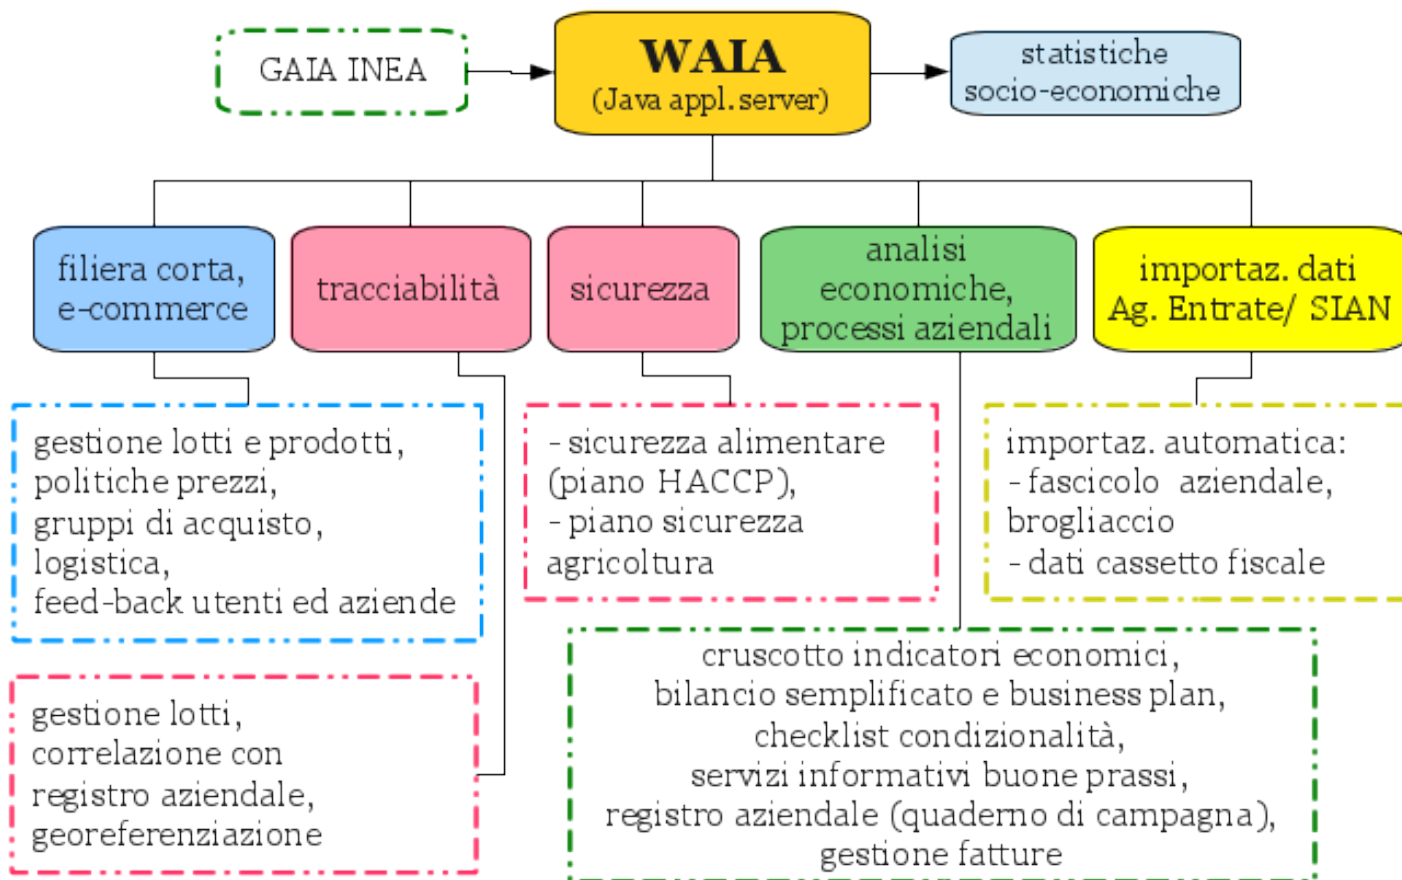 GAIA INEA
WAIA
(Java appl. server)
statistiche
socio-economiche
filiera corta,
e-commerce
tracciabilità
sicurezza
analisi
economiche,
processi aziendali
importaz. dati
Ag. Entrate/ SIAN
gestione lotti e prodotti,
politiche prezzi,
gruppi di acquisto,
logistica,
feed-back utenti ed aziende
- sicurezza alimentare
(piano HACCP),
- piano sicurezza
agricoltura
importaz. automatica:
- fascicolo aziendale,
brogliaccio
- dati cassetto fiscale
gestione lotti,
correlazione con
registro aziendale,
georeferenziazione
cruscotto indicatori economici,
bilancio semplificato e business plan,
checklist condizionalità,
servizi informativi buone prassi,
registro aziendale (quaderno di campagna),
gestione fatture